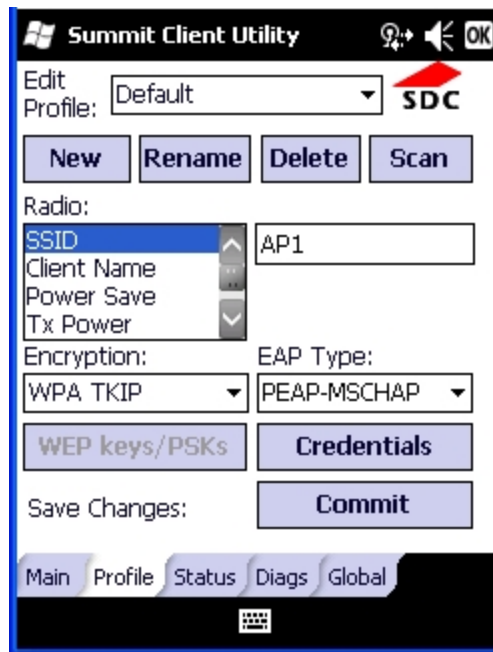 Summit Client Utility OK
Edit
Profile: Default
SDC
New Rename Delete Scan
Radio:
SSID AP1
Client Name
Power Save
Tx Power
Encryption: EAP Type:
WPA TKIP PEAP-MSCHAP
WEP keys/PSKs Credentials
Save Changes: Commit
Main Profile Status Diags Global